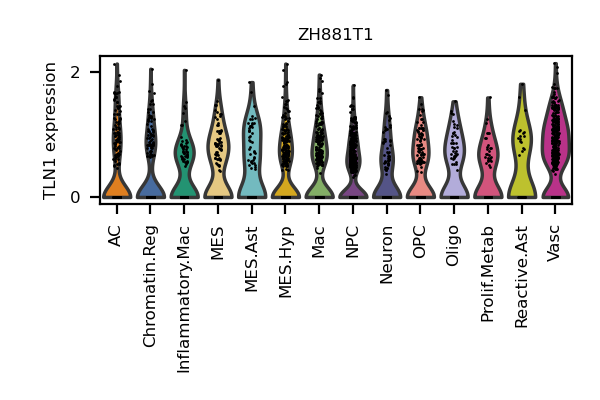 ZH881T1
TLN1 expression
2
0
AC
Chromatin.Reg
Inflammatory.Mac
MES
MES.Ast
MES.Hyp
Mac
NPC
Neuron
OPC
Oligo
Prolif.Metab
Reactive.Ast
Vasc